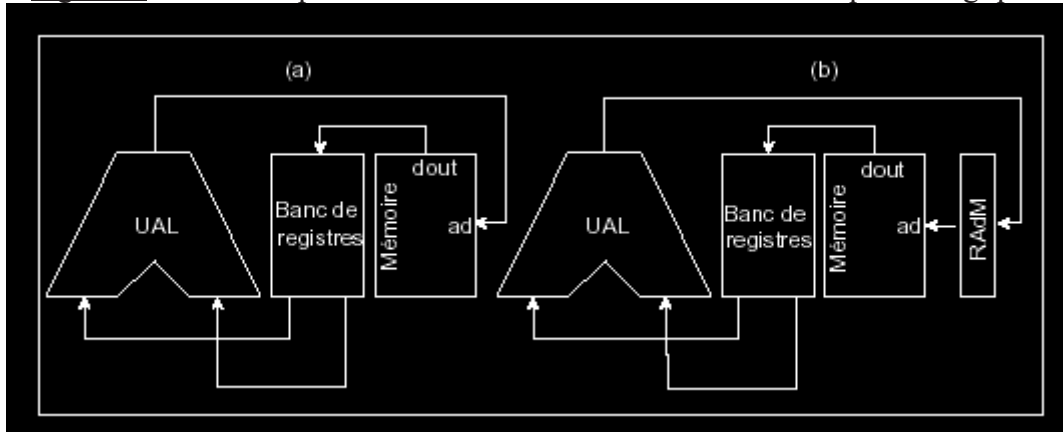 (a)
UAL
Banc de
registres
Mémoire
dout
ad
(b)
UAL
Banc de
registres
Mémoire
dout
ad
RAdM